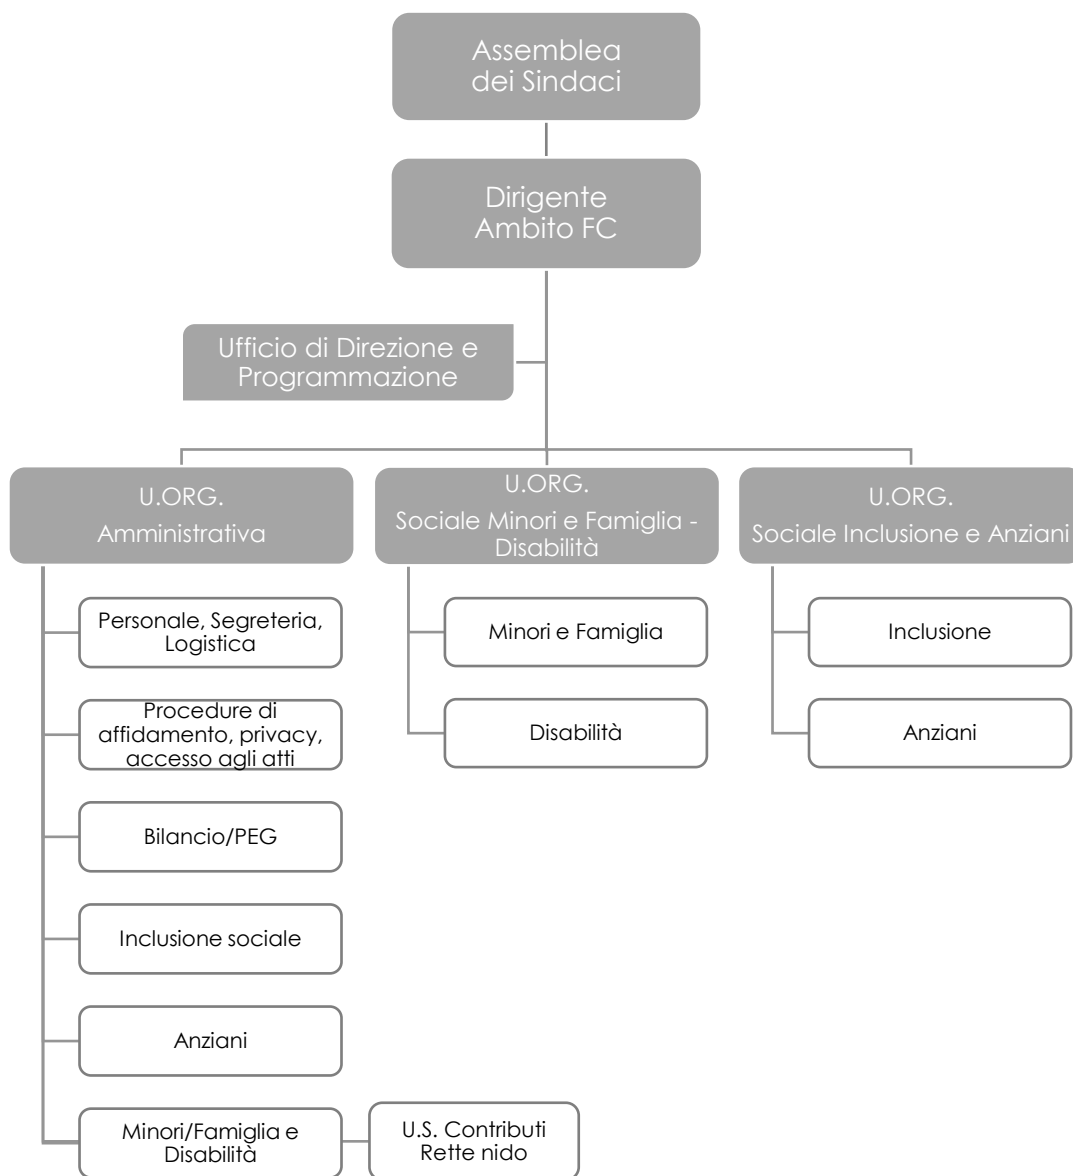 Assemblea
dei Sindaci
Dirigente
Ambito FC
Ufficio di Direzione e
Programmazione
U.ORG.
Amministrativa
Personale, Segreteria,
Logistica
Procedure di
affidamento, privacy,
accesso agli atti
Bilancio/PEG
Inclusione sociale
Anziani
Minori/Famiglia e
Disabilità
U.S. Contributi
Rette nido
U.ORG.
Sociale Minori e Famiglia -
Disabilità
Minori e Famiglia
Disabilità
U.ORG.
Sociale Inclusione e Anziani
Inclusione
Anziani